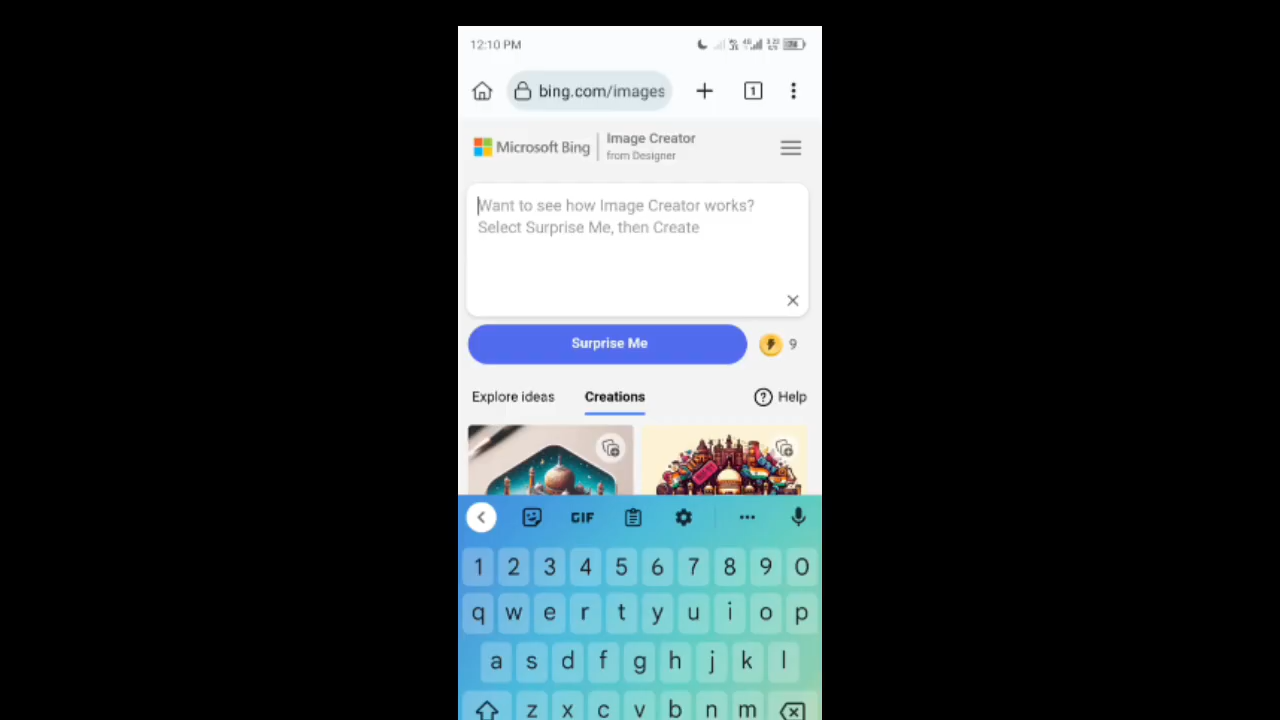 12:10 PM
bing.com/images
1
Microsoft Bing
Image Creator
from Designer
Want to see how Image Creator works?
Select Surprise Me, then Create
Surprise Me
9
Explore ideas
Creations
Help
GIF
1 2 3 4 5 6 7 8 9 0
q w e r t y u i o p
a s d f g h j k l
z x c v b n m